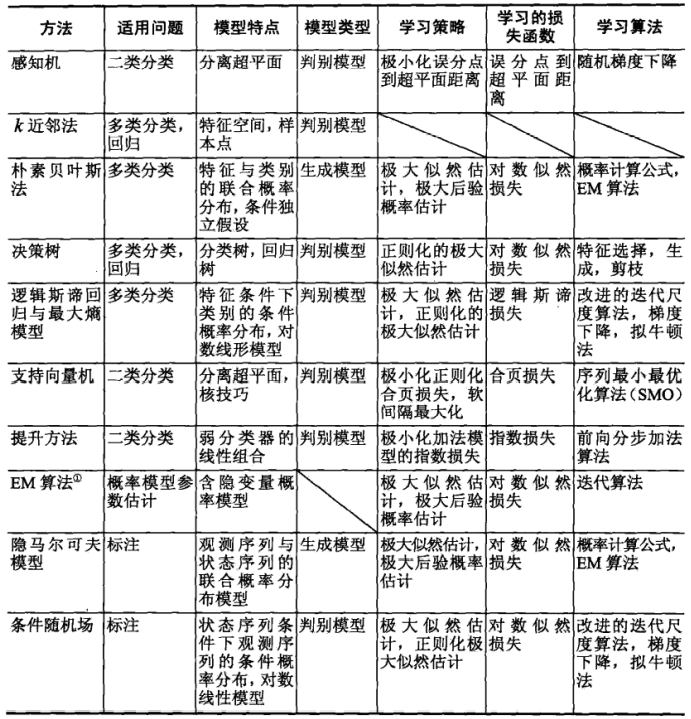 方法 适用问题 模型特点 模型类型 学习策略 学习的损失函数 学习算法
感知机 二类分类 分离超平面 判别模型 极小化误分点到超平面距离 误分点到超平面距离 随机梯度下降
k近邻法 多类分类，回归 特征空间，样本点 判别模型
朴素贝叶斯法 多类分类 特征与类别的联合概率分布，条件独立假设 生成模型 极大似然估计，极大后验概率估计 对数似然损失 概率计算公式，EM 算法
决策树 多类分类，回归 分类树，回归树 判别模型 正则化的极大似然估计 对数似然损失 特征选择，生成，剪枝
逻辑斯谛回归与最大熵模型 多类分类 特征条件下类别的条件概率分布，对数线形模型 判别模型 极大似然估计，正则化的极大似然估计 逻辑斯谛损失 改进的迭代尺度算法，梯度下降，拟牛顿法
支持向量机 二类分类 分离超平面，核技巧 判别模型 极小化正则化合页损失，软间隔最大化 合页损失 序列最小最优化算法（SMO）
提升方法 二类分类 弱分类器的线性组合 判别模型 极小化加法模型的指数损失 指数损失 前向分步加法算法
EM 算法① 概率模型参数估计 含隐变量概率模型 极大似然估计，极大后验概率估计 对数似然损失 迭代算法
隐马尔可夫模型 标注 观测序列与状态序列的联合概率分布模型 生成模型 极大似然估计，极大后验概率估计 对数似然损失 概率计算公式，EM 算法
条件随机场 标注 状态序列条件下观测序列的条件概率分布，对数线性模型 判别模型 极大似然估计，正则化极大似然估计 对数似然损失 改进的迭代尺度算法，梯度下降，拟牛顿法